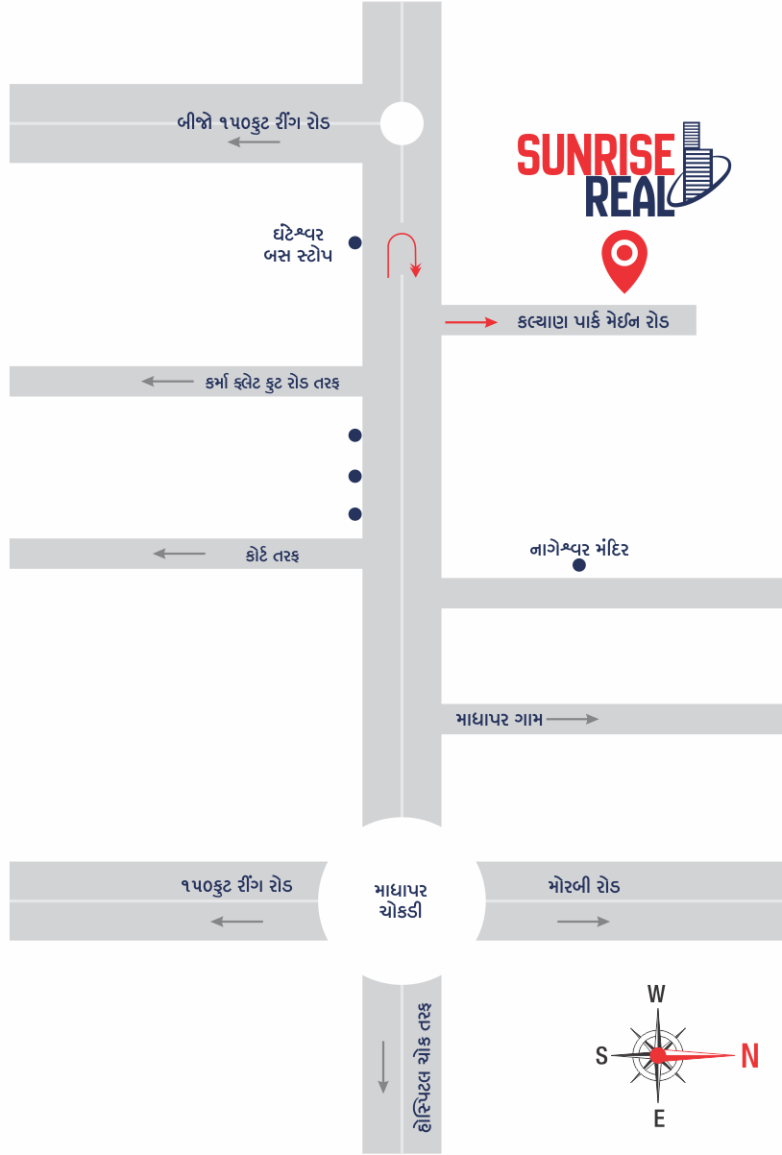 બીજો ૧૫૦ફુટ રીંગ રોડ
SUNRISE
REAL
ઘંટેશ્વર
બસ સ્ટોપ
કલ્યાણ પાર્ક મેઈન રોડ
કર્મા ફ્લેટ ફુટ રોડ તરફ
કોર્ટ તરફ
નાગેશ્વર મંદિર
માધાપર ગામ
૧૫૦ફુટ રીંગ રોડ
માધાપર
ચોકડી
મોરબી રોડ
હોસ્પિટલ ચોક તરફ
W
S
N
E